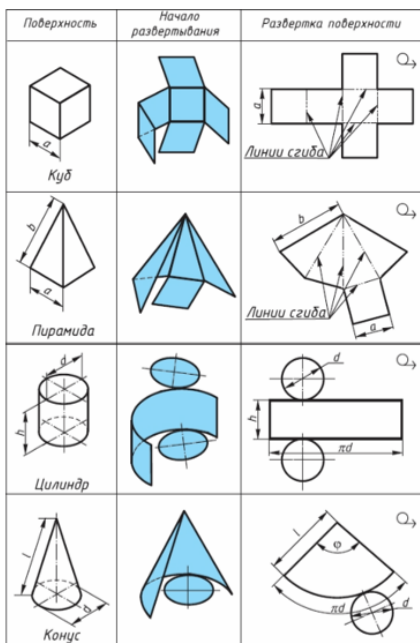 Поверхность
Начало
развертывания
Развертка поверхности
a
Куб
a
Линии сгиба
b
a
Пирамида
b
Линии сгиба
a
d
h
Цилиндр
d
h
πd
l
d
Конус
l
φ
πd
d